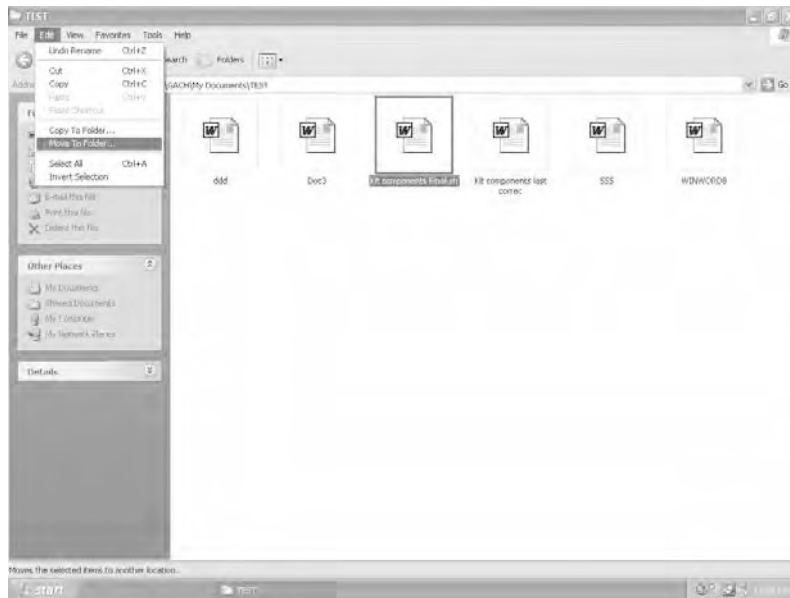 TEST
File Edit View Favorites Tools Help
Undo Rename Ctrl+Z
Cut Ctrl+X
Copy Ctrl+C
Paste Ctrl+V
Paste Shortcut
Copy To Folder...
Move To Folder...
Select All Ctrl+A
Invert Selection
Folders
\My Documents\TEST
Go
ddd
Doc3
Kit components
Kit components last
correc
SSS
WINWORD8
E-mail this file
Print this file
Delete this file
Other Places
My Documents
Shared Documents
My Computer
My Network Places
Details
Moves the selected items to another location.
start
TEST